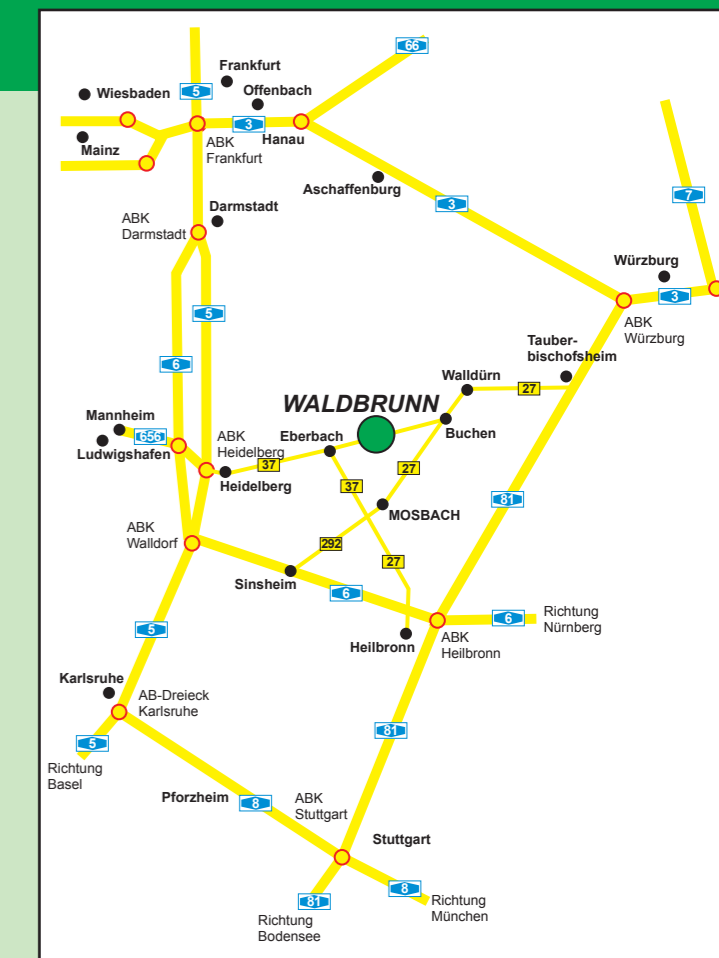 66
Frankfurt
Wiesbaden
5
Offenbach
3
Hanau
Mainz
ABK
Frankfurt
Aschaffenburg
7
3
Darmstadt
ABK
Darmstadt
Würzburg
3
5
ABK
Würzburg
Tauber-
bischofsheim
6
Walldürn
27
WALDBRUNN
Mannheim
656
Ludwigshafen
ABK
Heidelberg
Eberbach
Buchen
37
27
Heidelberg
37
81
MOSBACH
ABK
Walldorf
292
27
Sinsheim
6
6
Richtung
Nürnberg
5
Heilbronn
ABK
Heilbronn
Karlsruhe
AB-Dreieck
Karlsruhe
81
5
Richtung
Basel
Pforzheim
8
ABK
Stuttgart
Stuttgart
8
81
Richtung
München
Richtung
Bodensee